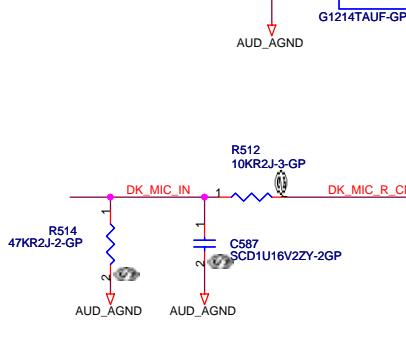 G1214TAUF-GP
AUD_AGND
R512
10KR2J-3-GP
DK_MIC_IN
1
DK_MIC_R_C
1
1
R514
47KR2J-2-GP
C587
SCD1U16V2ZY-2GP
2
2
AUD_AGND
AUD_AGND